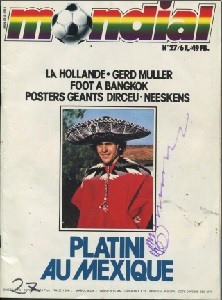 mondial
N°27/6 F./49 FB.
LA HOLLANDE • GERD MULLER
FOOT A BANGKOK
POSTERS GEANTS DIRCEU • NEESKENS
PLATINI
AU MEXIQUE
27